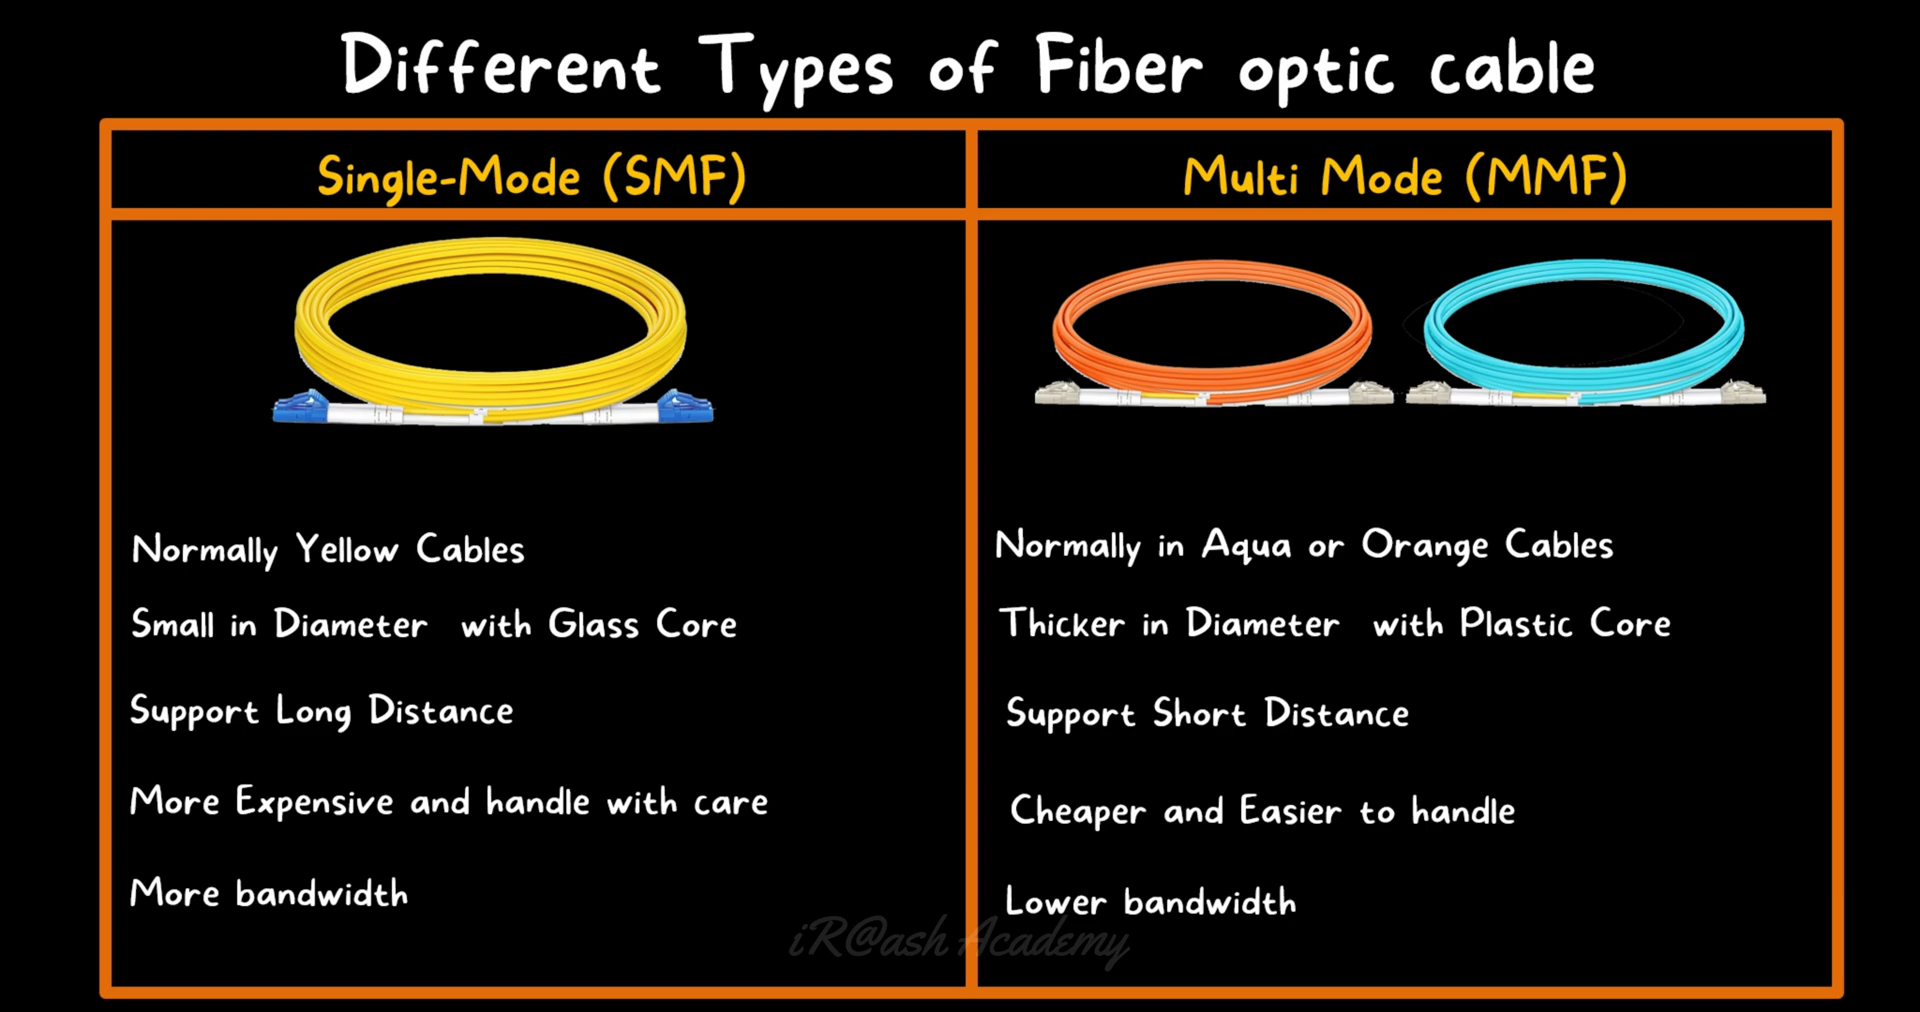 Different Types of Fiber optic cable
Single-Mode (SMF)
Multi Mode (MMF)
Normally Yellow Cables
Small in Diameter with Glass Core
Support Long Distance
More Expensive and handle with care
More bandwidth
Normally in Aqua or Orange Cables
Thicker in Diameter with Plastic Core
Support Short Distance
Cheaper and Easier to handle
Lower bandwidth
iR@ash Academy